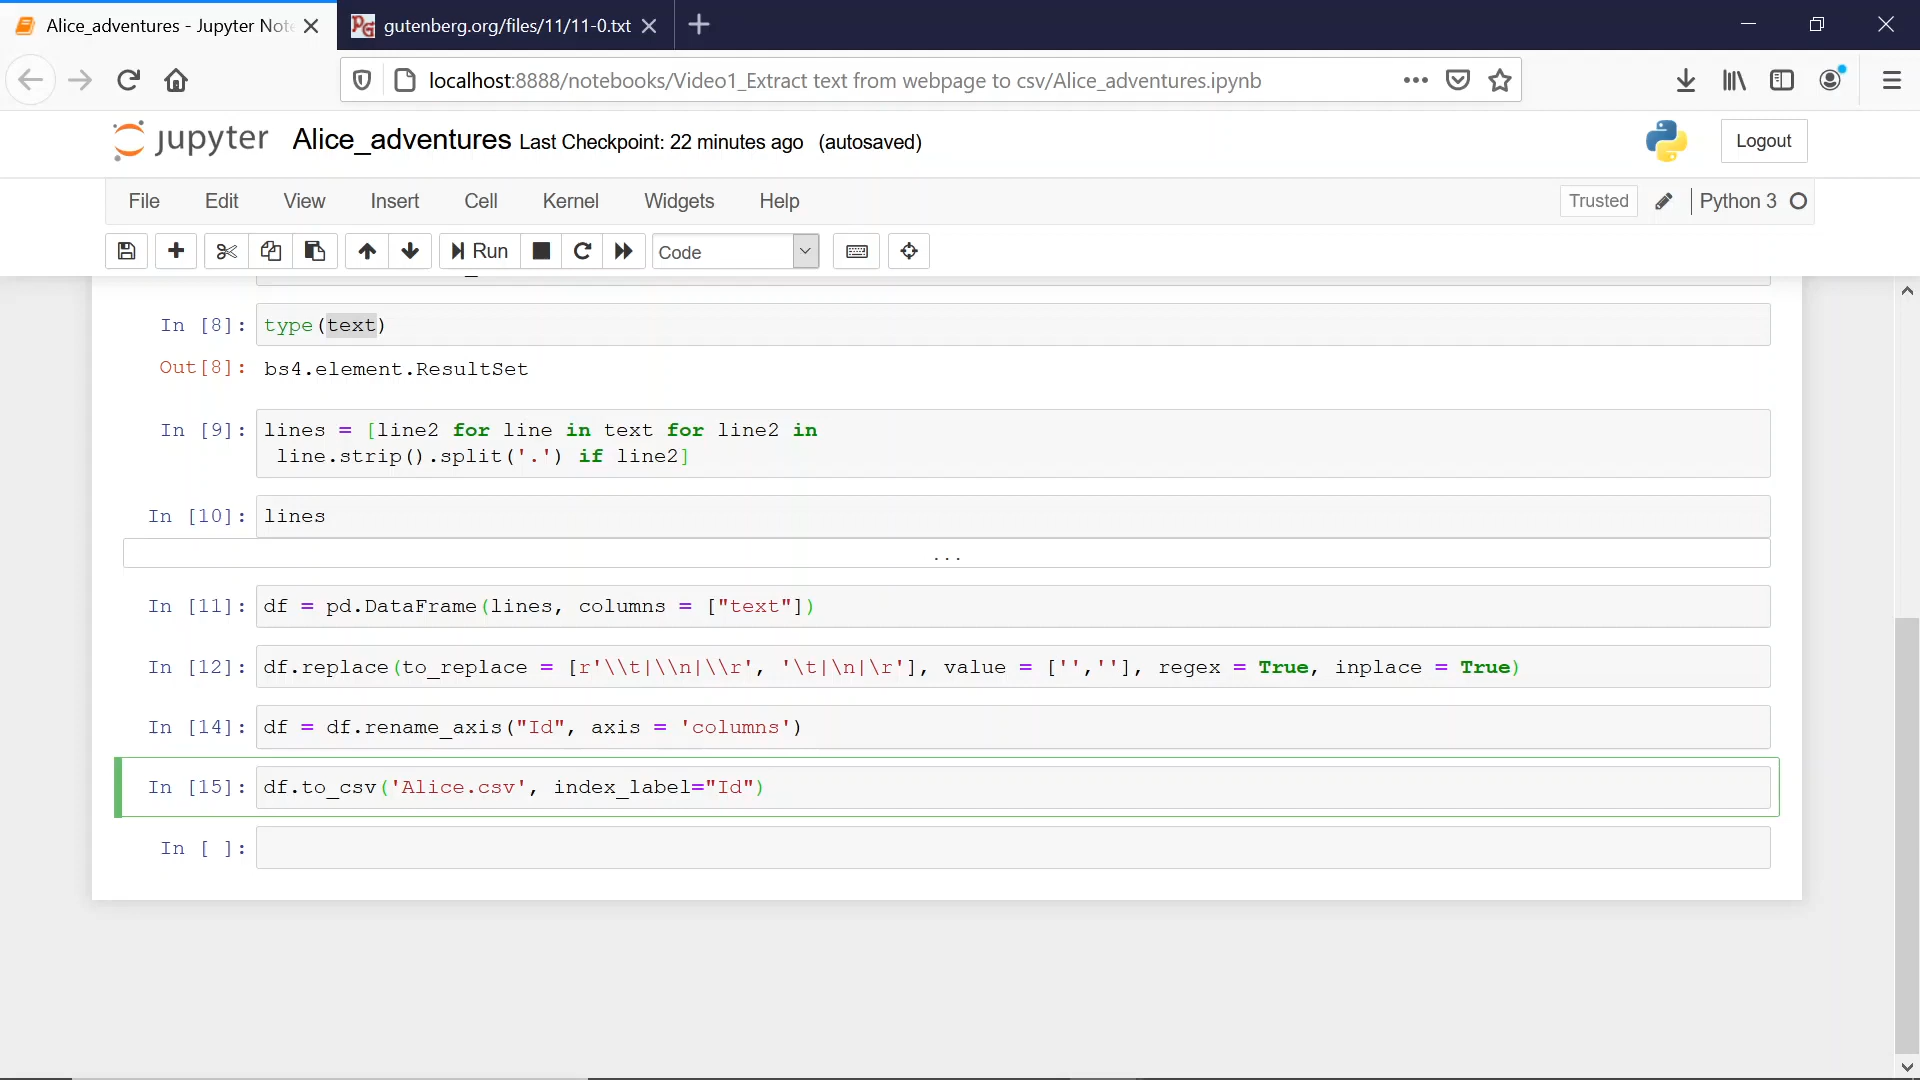 Alice_adventures - Jupyter Note
gutenberg.org/files/11/11-0.txt
localhost:8888/notebooks/Video1_Extract text from webpage to csv/Alice_adventures.ipynb
jupyter Alice_adventures Last Checkpoint: 22 minutes ago (autosaved)
Logout
File Edit View Insert Cell Kernel Widgets Help
Trusted Python 3
Run Code
In [8]: type(text)
Out[8]: bs4.element.ResultSet
In [9]: lines = [line2 for line in text for line2 in
line.strip().split('.') if line2]
In [10]: lines
...
In [11]: df = pd.DataFrame(lines, columns = ["text"])
In [12]: df.replace(to_replace = [r'\\t|\\n|\\r', '\t|\n|\r'], value = ['',''], regex = True, inplace = True)
In [14]: df = df.rename_axis("Id", axis = 'columns')
In [15]: df.to_csv('Alice.csv', index_label="Id")
In [ ]: